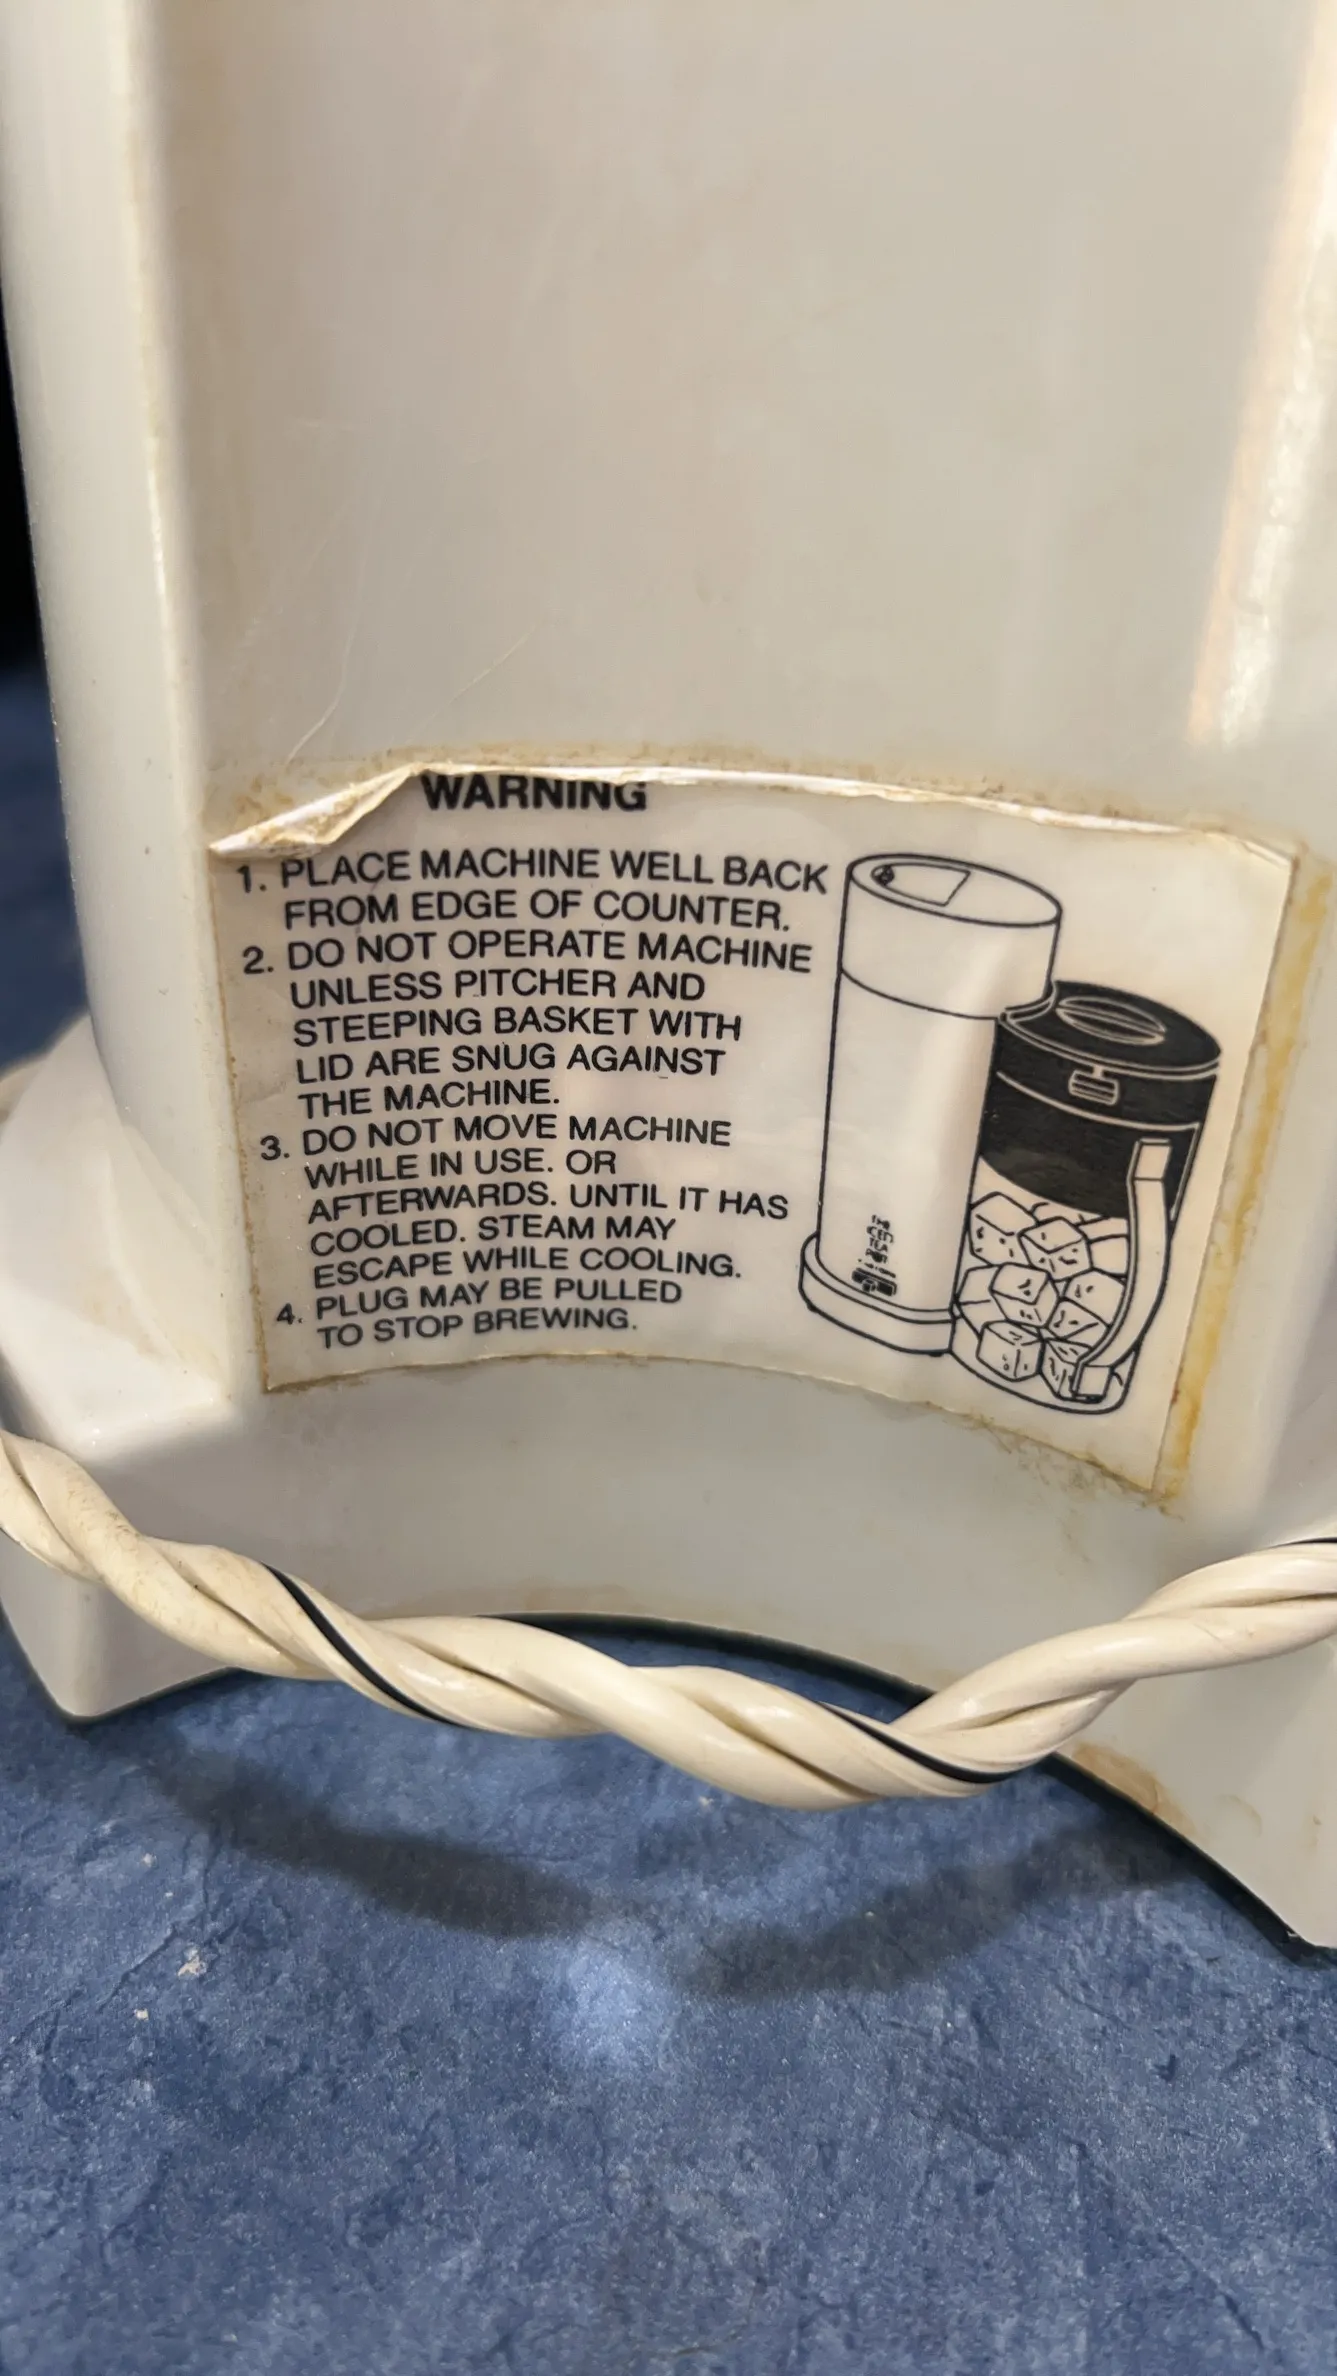 WARNING
1. PLACE MACHINE WELL BACK
FROM EDGE OF COUNTER.
2. DO NOT OPERATE MACHINE
UNLESS PITCHER AND
STEEPING BASKET WITH
LID ARE SNUG AGAINST
THE MACHINE.
3. DO NOT MOVE MACHINE
WHILE IN USE. OR
AFTERWARDS. UNTIL IT HAS
COOLED. STEAM MAY
ESCAPE WHILE COOLING.
4. PLUG MAY BE PULLED
TO STOP BREWING.
TEA